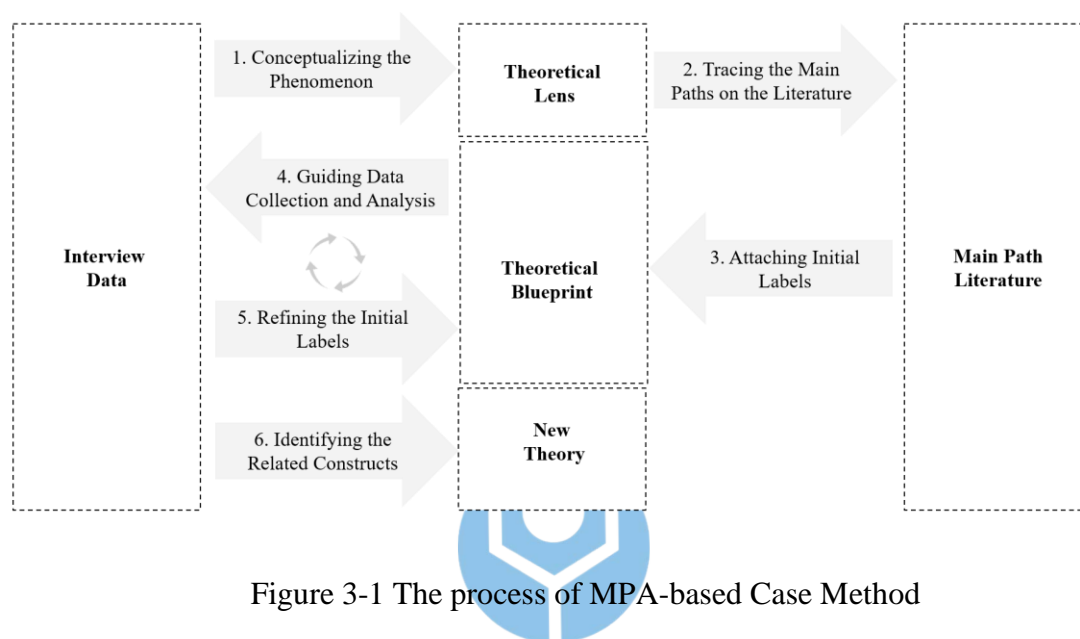 1. Conceptualizing the
Phenomenon
Theoretical
Lens
2. Tracing the Main
Paths on the Literature
4. Guiding Data
Collection and Analysis
Interview
Data
Theoretical
Blueprint
3. Attaching Initial
Labels
Main Path
Literature
5. Refining the Initial
Labels
6. Identifying the
Related Constructs
New
Theory
Figure 3-1 The process of MPA-based Case Method